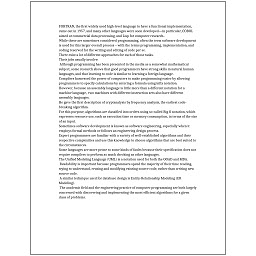 FORTRAN, the first widely used high-level language to have a functional implementation,
came out in 1957, and many other languages were soon developed—in particular, COBOL
aimed at commercial data processing, and Lisp for computer research.
While these are sometimes considered programming, often the term software development
is used for this larger overall process – with the terms programming, implementation, and
coding reserved for the writing and editing of code per se.
There exist a lot of different approaches for each of those tasks.
Their jobs usually involve:
Although programming has been presented in the media as a somewhat mathematical
subject, some research shows that good programmers have strong skills in natural human
languages, and that learning to code is similar to learning a foreign language.
Compilers harnessed the power of computers to make programming easier by allowing
programmers to specify calculations by entering a formula using infix notation.
However, because an assembly language is little more than a different notation for a
machine language, two machines with different instruction sets also have different
assembly languages.
He gave the first description of cryptanalysis by frequency analysis, the earliest code-
breaking algorithm.
For this purpose, algorithms are classified into orders using so-called Big O notation, which
expresses resource use, such as execution time or memory consumption, in terms of the size
of an input.
Sometimes software development is known as software engineering, especially when it
employs formal methods or follows an engineering design process.
Expert programmers are familiar with a variety of well-established algorithms and their
respective complexities and use this knowledge to choose algorithms that are best suited to
the circumstances.
Some languages are more prone to some kinds of faults because their specification does not
require compilers to perform as much checking as other languages.
The Unified Modeling Language (UML) is a notation used for both the OOAD and MDA.
Readability is important because programmers spend the majority of their time reading,
trying to understand, reusing and modifying existing source code, rather than writing new
source code.
A similar technique used for database design is Entity-Relationship Modeling (ER
Modeling).
The academic field and the engineering practice of computer programming are both largely
concerned with discovering and implementing the most efficient algorithms for a given
class of problems.